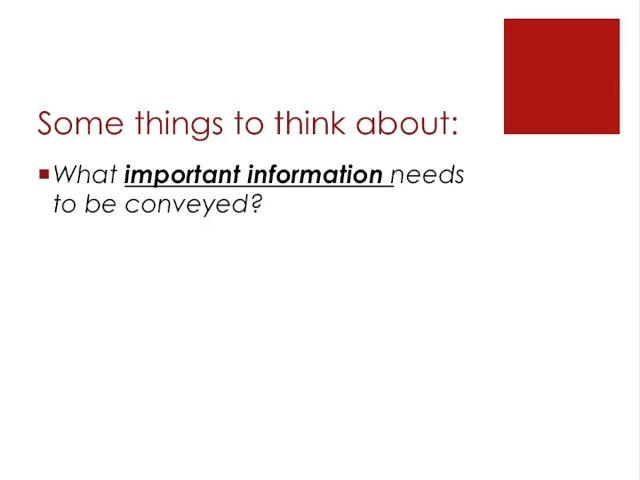 Some things to think about:
What important information needs
to be conveyed?